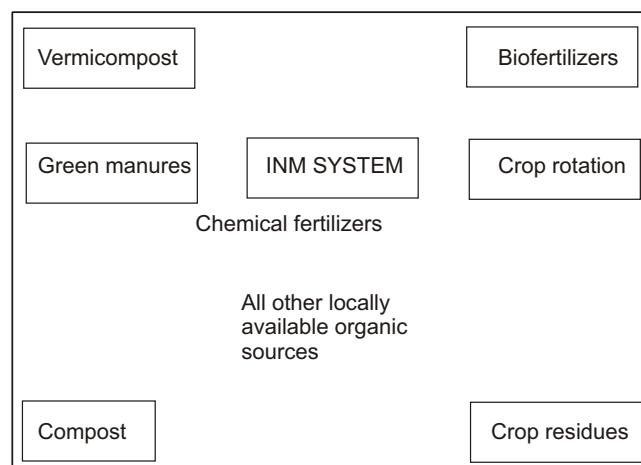 Vermicompost
Biofertilizers
Green manures
INM SYSTEM
Crop rotation
Chemical fertilizers
All other locally
available organic
sources
Compost
Crop residues